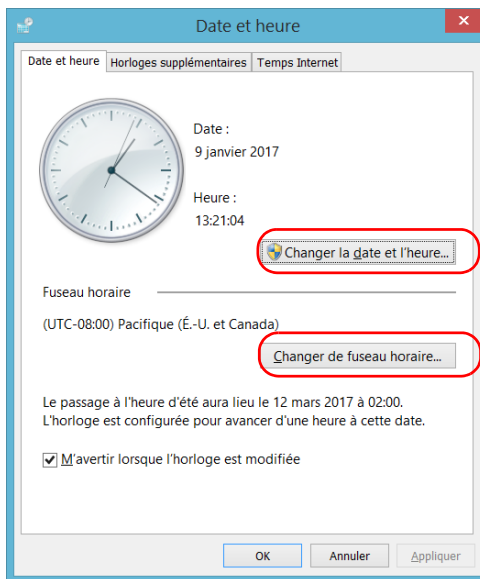 Date et heure
Date et heure Horloges supplémentaires Temps Internet
Date :
9 janvier 2017
Heure :
13:21:04
Changer la date et l'heure...
Fuseau horaire
(UTC-08:00) Pacifique (É.-U. et Canada)
Changer de fuseau horaire...
Le passage à l'heure d'été aura lieu le 12 mars 2017 à 02:00.
L'horloge est configurée pour avancer d'une heure à cette date.
M'avertir lorsque l'horloge est modifiée
OK Annuler Appliquer